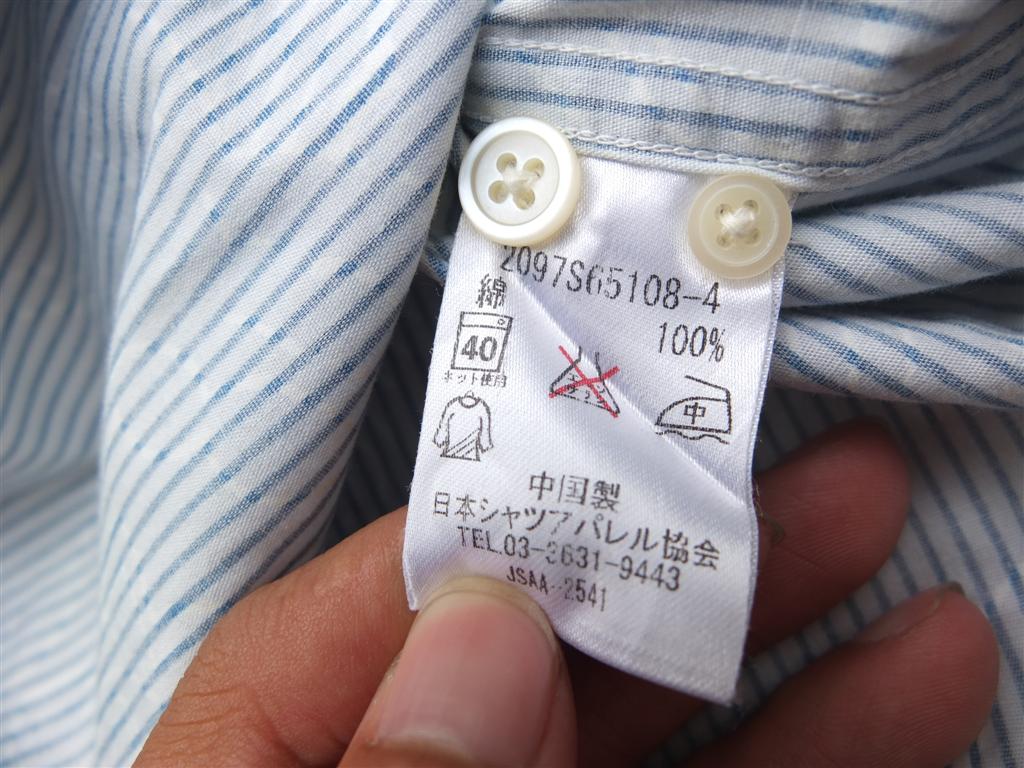 2097S65108-4
綿 100%
40
ネット使用
中
中国製
日本シャツアパレル協会
TEL.03-3631-9443
JSAA-2541